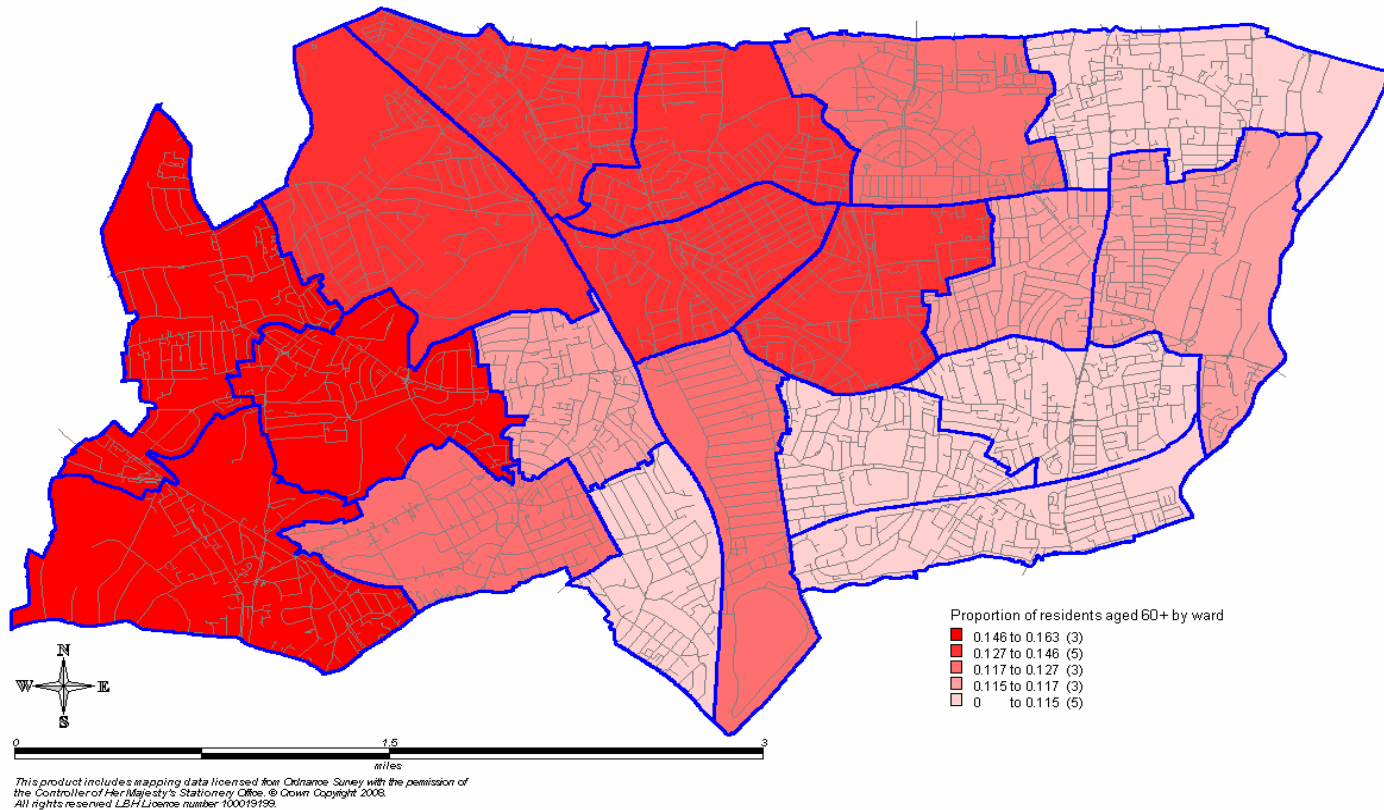 Proportion of residents aged 60+ by ward
0.146 to 0.163 (3)
0.127 to 0.146 (5)
0.117 to 0.127 (3)
0.115 to 0.117 (3)
0 to 0.115 (5)
N
W E
S
0 1.5 3
miles
This product includes mapping data licensed from Ordnance Survey with the permission of
the Controller of Her Majesty's Stationery Office. © Crown Copyright 2008.
All rights reserved LBH Licence number 100019199.